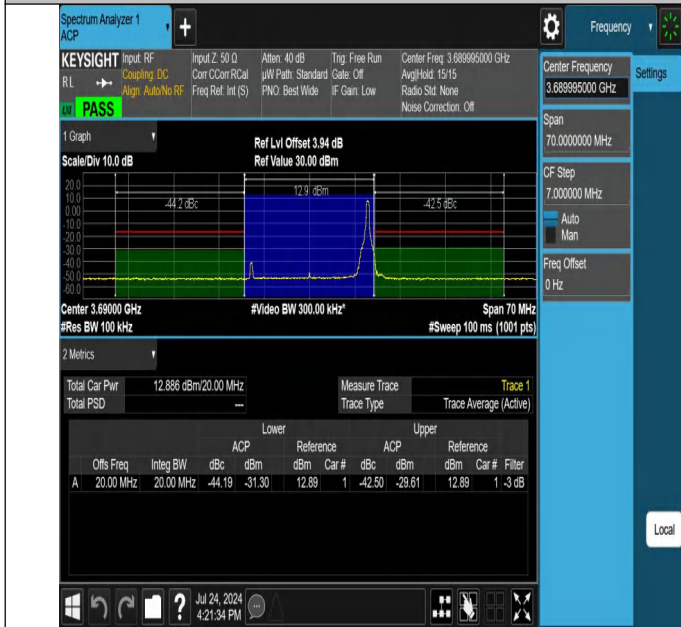 Spectrum Analyzer 1
ACP
+
Frequency
KEYSIGHT
RL
PASS
Input: RF
Coupling: DC
Align: Auto/No RF
Input Z: 50 Ω
Corr CCorr RCal
Freq Ref: Int (S)
Atten: 40 dB
µW Path: Standard
PNO: Best Wide
Trig: Free Run
Gate: Off
IF Gain: Low
Center Freq: 3.689995000 GHz
Avg|Hold: 15/15
Radio Std: None
Noise Correction: Off
Center Frequency
3.689995000 GHz
Settings
Span
70.0000000 MHz
CF Step
7.000000 MHz
Auto
Man
Freq Offset
0 Hz
1 Graph
Scale/Div 10.0 dB
Ref Lvl Offset 3.94 dB
Ref Value 30.00 dBm
20.0
10.0
0.00
-10.0
-20.0
-30.0
-40.0
-50.0
-60.0
-44.2 dBc
12.9 dBm
-42.5 dBc
Center 3.69000 GHz
#Video BW 300.00 kHz*
Span 70 MHz
#Res BW 100 kHz
#Sweep 100 ms (1001 pts)
2 Metrics
Total Car Pwr 12.886 dBm/20.00 MHz
Total PSD ---
Measure Trace Trace 1
Trace Type Trace Average (Active)
Lower Upper
ACP Reference ACP Reference
Offs Freq Integ BW dBc dBm dBm Car # dBc dBm dBm Car # Filter
A 20.00 MHz 20.00 MHz -44.19 -31.30 12.89 1 -42.50 -29.61 12.89 1 -3 dB
Local
?
Jul 24, 2024
4:21:34 PM